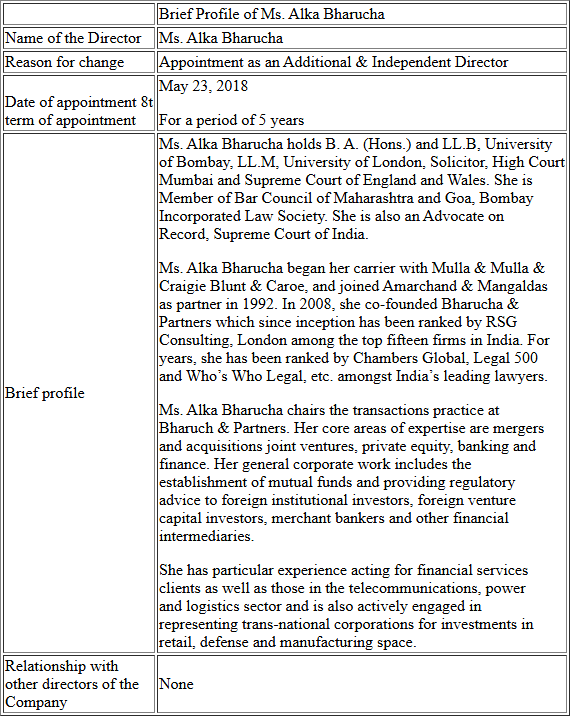 Brief Profile of Ms. Alka Bharucha
Name of the Director
Ms. Alka Bharucha
Reason for change
Appointment as an Additional & Independent Director
Date of appointment 8t
term of appointment
May 23, 2018
For a period of 5 years
Brief profile
Ms. Alka Bharucha holds B. A. (Hons.) and LL.B, University
of Bombay, LL.M, University of London, Solicitor, High Court
Mumbai and Supreme Court of England and Wales. She is
Member of Bar Council of Maharashtra and Goa, Bombay
Incorporated Law Society. She is also an Advocate on
Record, Supreme Court of India.
Ms. Alka Bharucha began her carrier with Mulla & Mulla &
Craigie Blunt & Caroe, and joined Amarchand & Mangaldas
as partner in 1992. In 2008, she co-founded Bharucha &
Partners which since inception has been ranked by RSG
Consulting, London among the top fifteen firms in India. For
years, she has been ranked by Chambers Global, Legal 500
and Who’s Who Legal, etc. amongst India’s leading lawyers.
Ms. Alka Bharucha chairs the transactions practice at
Bharuch & Partners. Her core areas of expertise are mergers
and acquisitions joint ventures, private equity, banking and
finance. Her general corporate work includes the
establishment of mutual funds and providing regulatory
advice to foreign institutional investors, foreign venture
capital investors, merchant bankers and other financial
intermediaries.
She has particular experience acting for financial services
clients as well as those in the telecommunications, power
and logistics sector and is also actively engaged in
representing trans-national corporations for investments in
retail, defense and manufacturing space.
Relationship with
other directors of the
Company
None